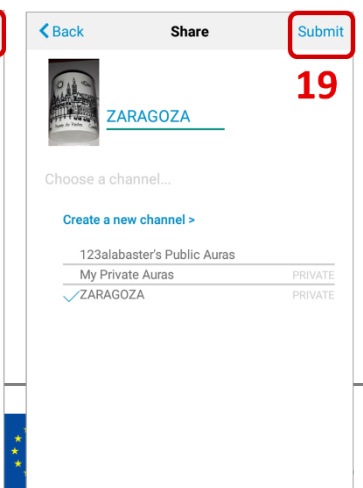 Back Share Submit
19
ZARAGOZA
Choose a channel...
Create a new channel >
123alabaster's Public Auras
My Private Auras PRIVATE
ZARAGOZA PRIVATE